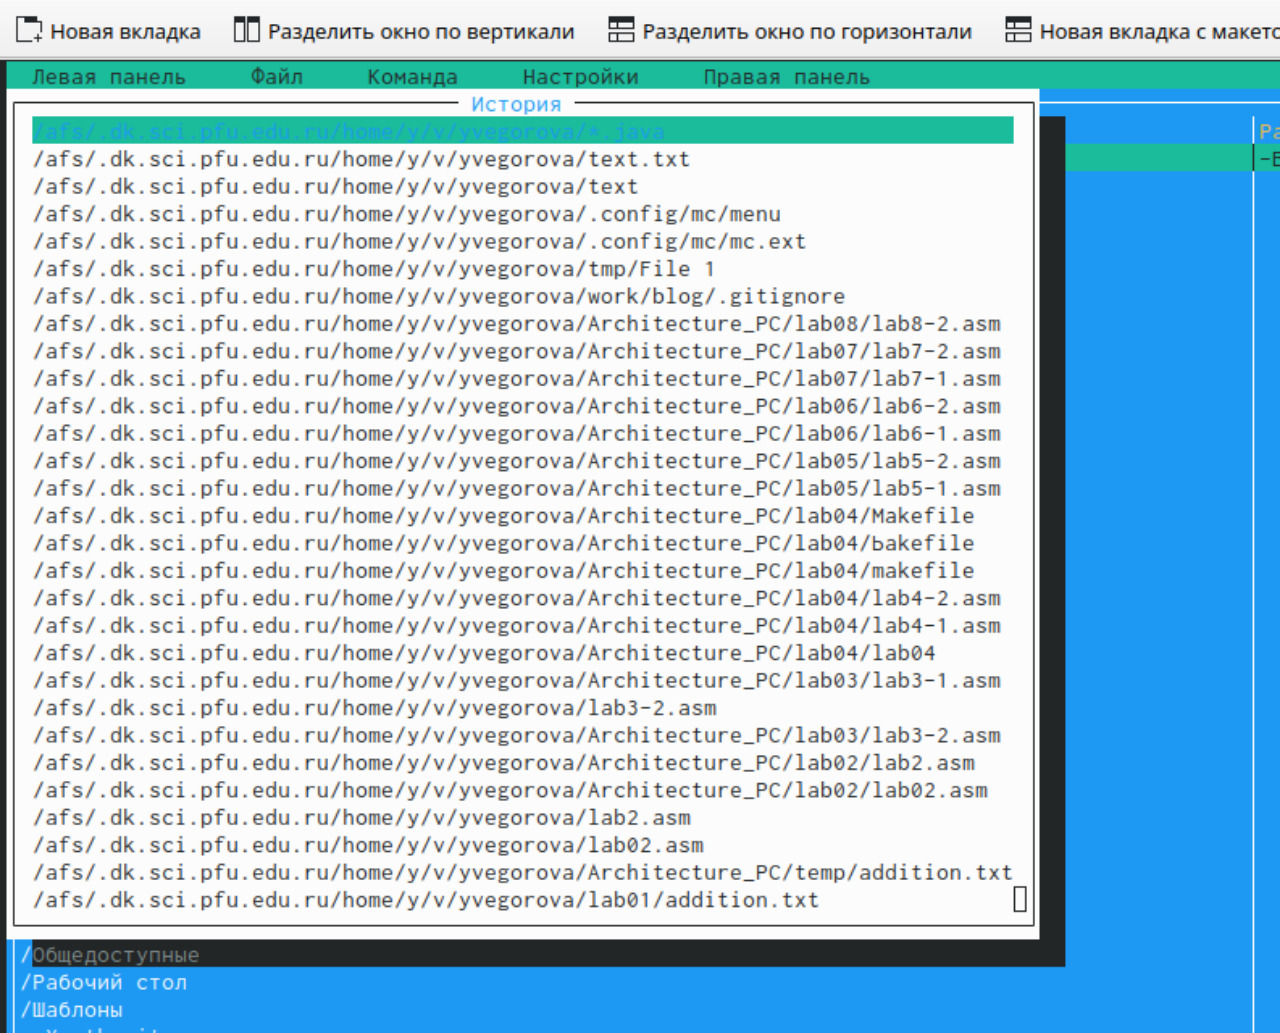 Новая вкладка Разделить окно по вертикали Разделить окно по горизонтали Новая вкладка с
Левая панель Файл Команда Настройки Правая панель
История
/afs/.dk.sci.pfu.edu.ru/home/y/v/yvegorova/*.java
/afs/.dk.sci.pfu.edu.ru/home/y/v/yvegorova/text.txt
/afs/.dk.sci.pfu.edu.ru/home/y/v/yvegorova/text
/afs/.dk.sci.pfu.edu.ru/home/y/v/yvegorova/.config/mc/menu
/afs/.dk.sci.pfu.edu.ru/home/y/v/yvegorova/.config/mc/mc.ext
/afs/.dk.sci.pfu.edu.ru/home/y/v/yvegorova/tmp/File 1
/afs/.dk.sci.pfu.edu.ru/home/y/v/yvegorova/work/blog/.gitignore
/afs/.dk.sci.pfu.edu.ru/home/y/v/yvegorova/Architecture_PC/lab08/lab8-2.asm
/afs/.dk.sci.pfu.edu.ru/home/y/v/yvegorova/Architecture_PC/lab07/lab7-2.asm
/afs/.dk.sci.pfu.edu.ru/home/y/v/yvegorova/Architecture_PC/lab07/lab7-1.asm
/afs/.dk.sci.pfu.edu.ru/home/y/v/yvegorova/Architecture_PC/lab06/lab6-2.asm
/afs/.dk.sci.pfu.edu.ru/home/y/v/yvegorova/Architecture_PC/lab06/lab6-1.asm
/afs/.dk.sci.pfu.edu.ru/home/y/v/yvegorova/Architecture_PC/lab05/lab5-2.asm
/afs/.dk.sci.pfu.edu.ru/home/y/v/yvegorova/Architecture_PC/lab05/lab5-1.asm
/afs/.dk.sci.pfu.edu.ru/home/y/v/yvegorova/Architecture_PC/lab04/Makefile
/afs/.dk.sci.pfu.edu.ru/home/y/v/yvegorova/Architecture_PC/lab04/ьakefile
/afs/.dk.sci.pfu.edu.ru/home/y/v/yvegorova/Architecture_PC/lab04/makefile
/afs/.dk.sci.pfu.edu.ru/home/y/v/yvegorova/Architecture_PC/lab04/lab4-2.asm
/afs/.dk.sci.pfu.edu.ru/home/y/v/yvegorova/Architecture_PC/lab04/lab4-1.asm
/afs/.dk.sci.pfu.edu.ru/home/y/v/yvegorova/Architecture_PC/lab04/lab04
/afs/.dk.sci.pfu.edu.ru/home/y/v/yvegorova/Architecture_PC/lab03/lab3-1.asm
/afs/.dk.sci.pfu.edu.ru/home/y/v/yvegorova/lab3-2.asm
/afs/.dk.sci.pfu.edu.ru/home/y/v/yvegorova/Architecture_PC/lab03/lab3-2.asm
/afs/.dk.sci.pfu.edu.ru/home/y/v/yvegorova/Architecture_PC/lab02/lab2.asm
/afs/.dk.sci.pfu.edu.ru/home/y/v/yvegorova/Architecture_PC/lab02/lab02.asm
/afs/.dk.sci.pfu.edu.ru/home/y/v/yvegorova/lab2.asm
/afs/.dk.sci.pfu.edu.ru/home/y/v/yvegorova/lab02.asm
/afs/.dk.sci.pfu.edu.ru/home/y/v/yvegorova/Architecture_PC/temp/addition.txt
/afs/.dk.sci.pfu.edu.ru/home/y/v/yvegorova/lab01/addition.txt
/Общедоступные
/Рабочий стол
/Шаблоны